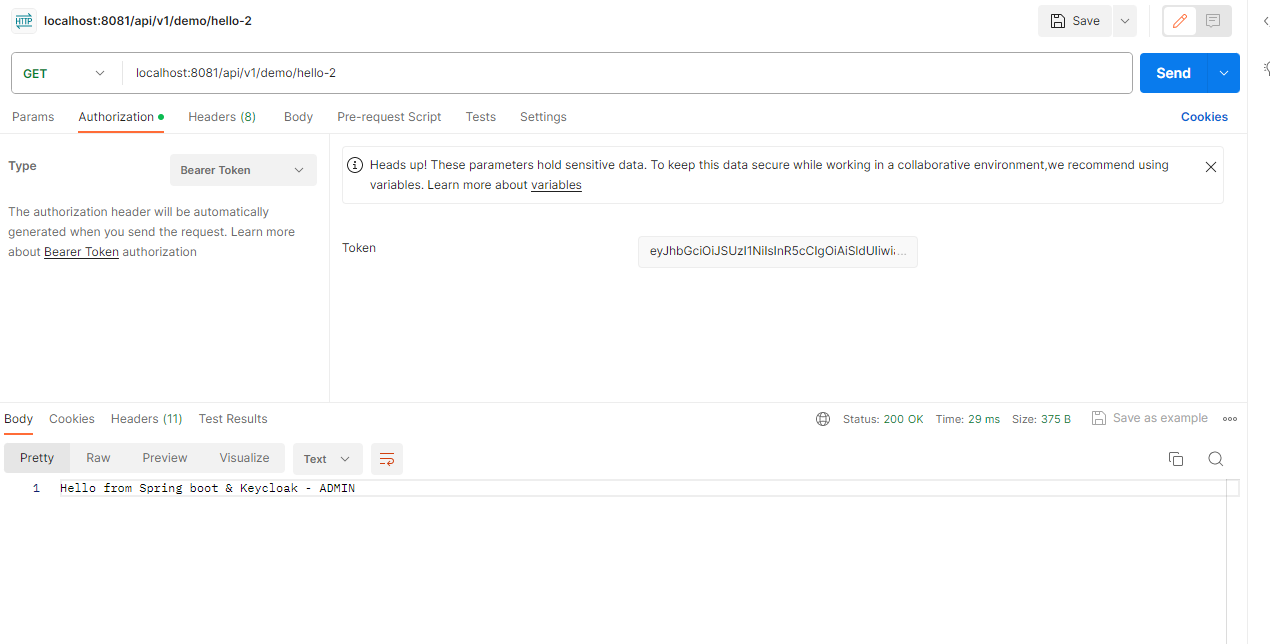 HTTP localhost:8081/api/v1/demo/hello-2
Save
GET localhost:8081/api/v1/demo/hello-2
Send
Params Authorization Headers (8) Body Pre-request Script Tests Settings Cookies
Type Bearer Token
The authorization header will be automatically
generated when you send the request. Learn more
about Bearer Token authorization
Heads up! These parameters hold sensitive data. To keep this data secure while working in a collaborative environment,we recommend using
variables. Learn more about variables
Token
Body Cookies Headers (11) Test Results
Status: 200 OK Time: 29 ms Size: 375 B Save as example
Pretty Raw Preview Visualize Text
1 Hello from Spring boot & Keycloak - ADMIN